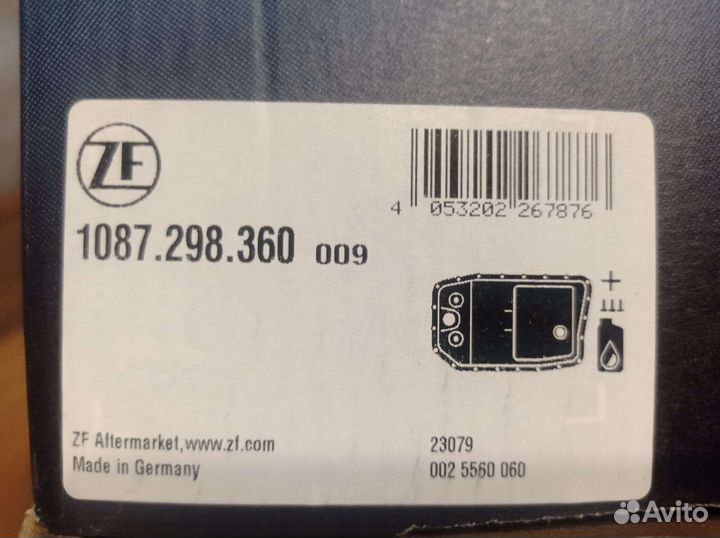 ZF
4 053202 267876
1087.298.360 009
+
ZF Aftermarket,www.zf.com
Made in Germany
23079
002 5560 060
Avito